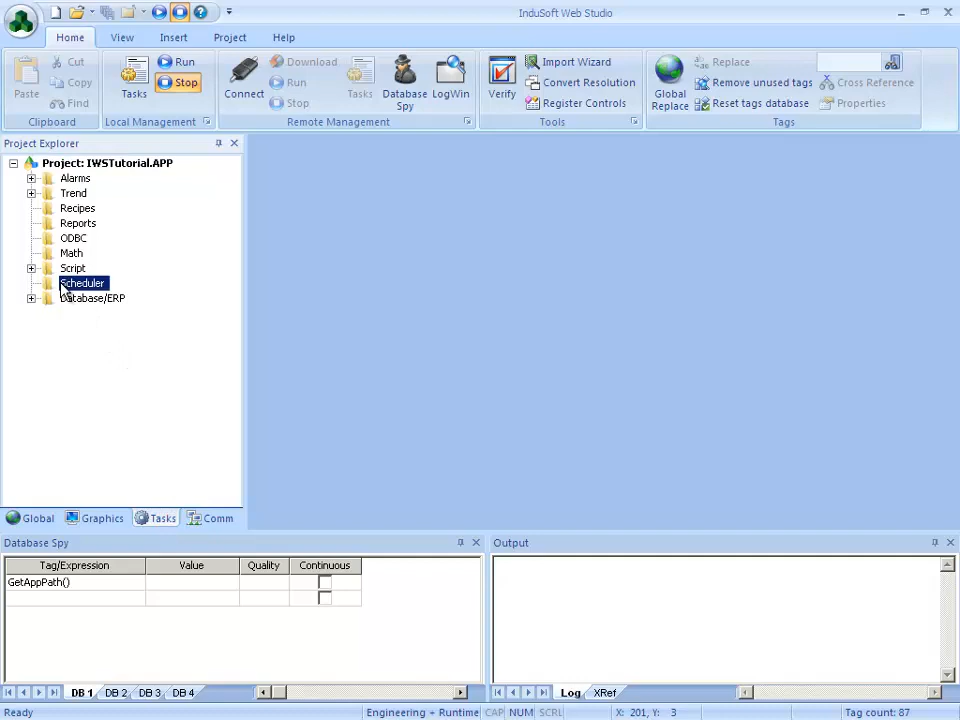 InduSoft Web Studio
Home View Insert Project Help
Paste
Cut
Copy
Find
Clipboard
Tasks
Run
Stop
Local Management
Connect
Download
Run
Stop
Tasks
Database Spy
LogWin
Remote Management
Verify
Import Wizard
Convert Resolution
Register Controls
Tools
Global Replace
Replace
Remove unused tags
Reset tags database
Cross Reference
Properties
Tags
Project Explorer
Project: IWSTutorial.APP
Alarms
Trend
Recipes
Reports
ODBC
Math
Script
Scheduler
Database/ERP
Global Graphics Tasks Comm
Database Spy
Tag/Expression Value Quality Continuous
GetAppPath()
DB 1 DB 2 DB 3 DB 4
Output
Log XRef
Ready Engineering + Runtime CAP NUM SCRL X: 201, Y: 3 Tag count: 87